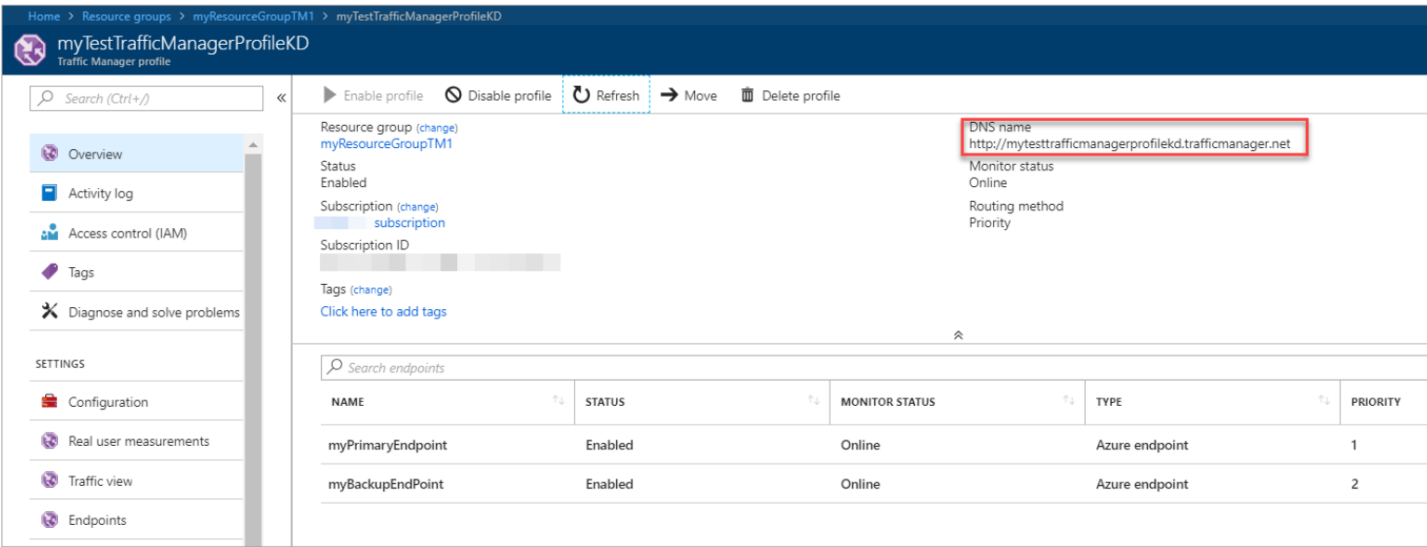 Home > Resource groups > myResourceGroupTM1 > myTestTrafficManagerProfileKD
myTestTrafficManagerProfileKD
Traffic Manager profile
Search (Ctrl+/)
«
Enable profile Disable profile Refresh Move Delete profile
Overview
Activity log
Access control (IAM)
Tags
Diagnose and solve problems
SETTINGS
Configuration
Real user measurements
Traffic view
Endpoints
Resource group (change)
myResourceGroupTM1
Status
Enabled
Subscription (change)
subscription
Subscription ID
Tags (change)
Click here to add tags
DNS name
http://mytesttrafficmanagerprofilekd.trafficmanager.net
Monitor status
Online
Routing method
Priority
Search endpoints
NAME STATUS MONITOR STATUS TYPE PRIORITY
myPrimaryEndpoint Enabled Online Azure endpoint 1
myBackupEndPoint Enabled Online Azure endpoint 2